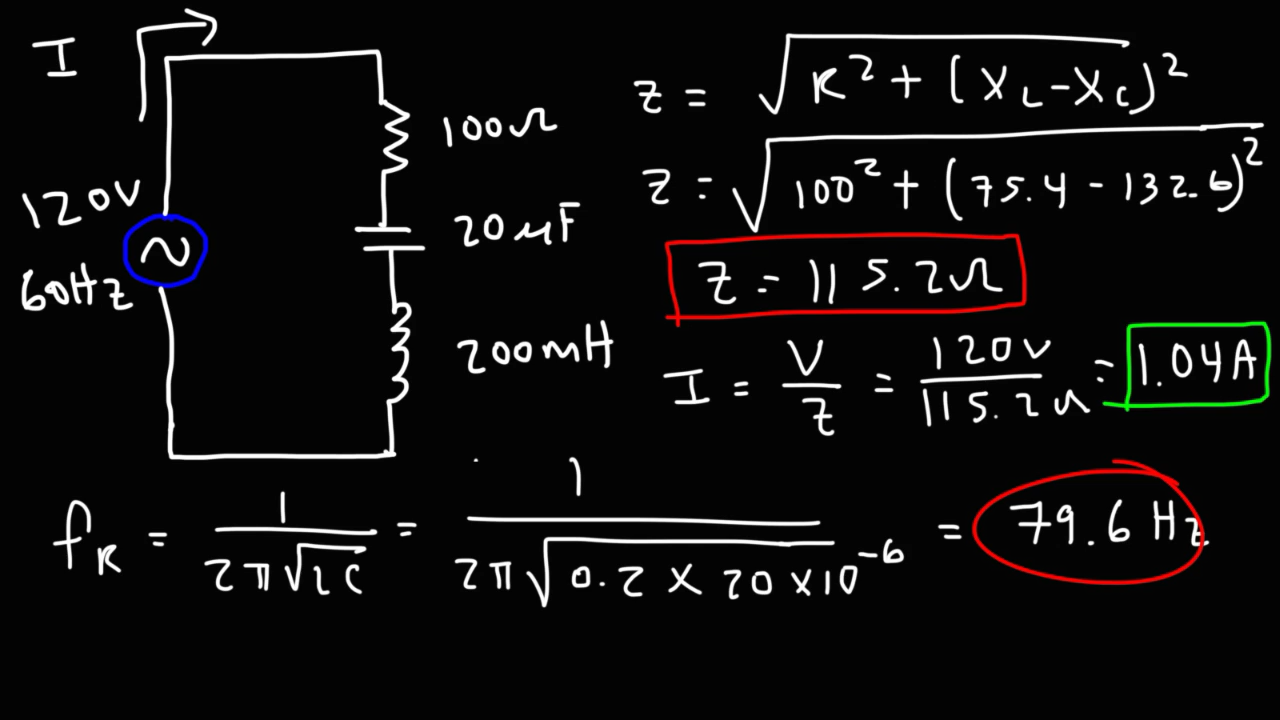 I
120V
60Hz
100Ω
20μF
200mH
Z = √R² + (XL - XC)²
Z = √100² + (75.4 - 132.6)²
Z = 115.2Ω
I = V/Z = 120V/115.2Ω = 1.04A
fR = 1/2π√LC = 1/2π√0.2 × 20 × 10⁻⁶ = 79.6 Hz